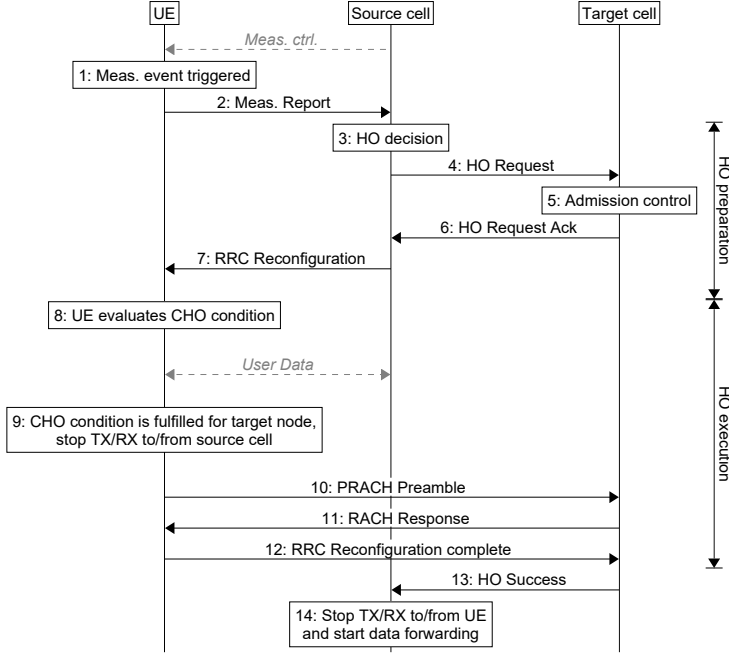 UE
Source cell
Target cell
Meas. ctrl.
1: Meas. event triggered
2: Meas. Report
3: HO decision
4: HO Request
5: Admission control
6: HO Request Ack
7: RRC Reconfiguration
HO preparation
8: UE evaluates CHO condition
User Data
9: CHO condition is fulfilled for target node,
stop TX/RX to/from source cell
HO execution
10: PRACH Preamble
11: RACH Response
12: RRC Reconfiguration complete
13: HO Success
14: Stop TX/RX to/from UE
and start data forwarding